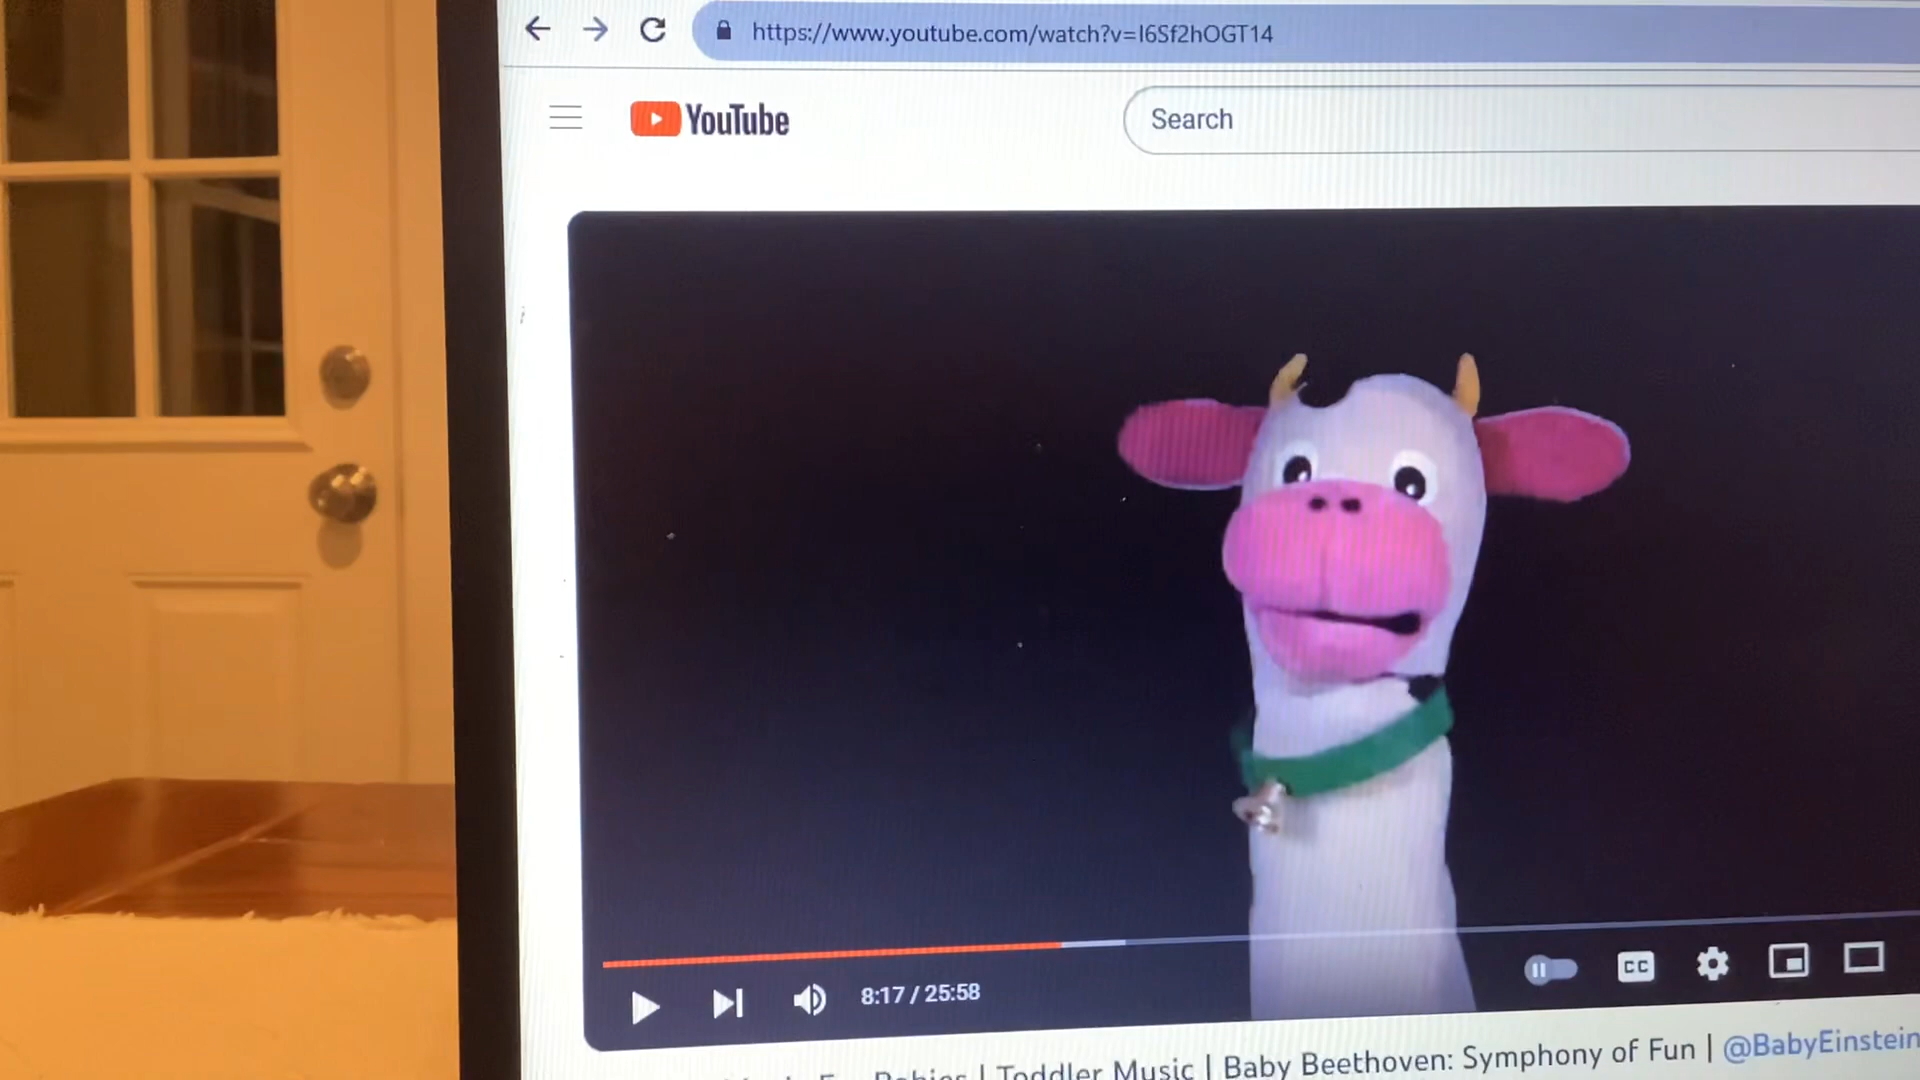 https://www.youtube.com/watch?v=I6Sf2hOGT14
YouTube
Search
CC
8:17 / 25:58
| Toddler Music | Baby Beethoven: Symphony of Fun | @BabyEinstein